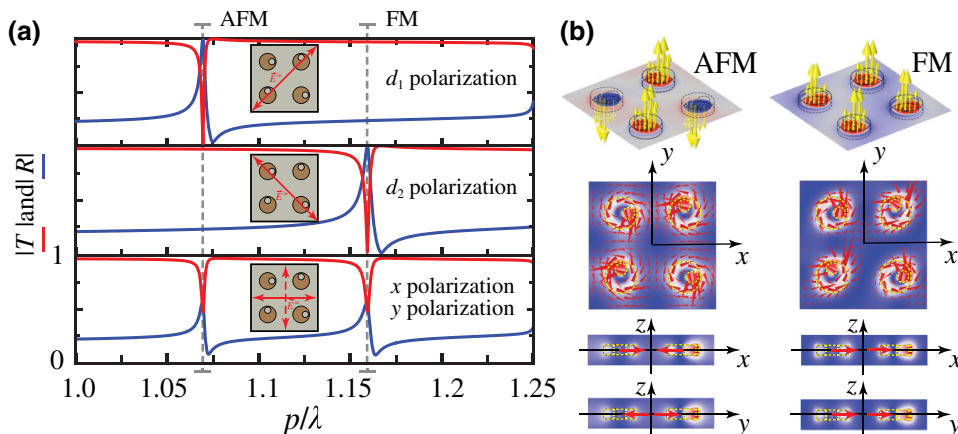 (a)
AFM
FM
d₁ polarization
E
d₂ polarization
E
x polarization
y polarization
E
|T |andl R|
1
0
1.0 1.05 1.1 1.15 1.2 1.25
p/λ
(b)
AFM
FM
y
y
x
x
z
z
x
x
z
z
y
y